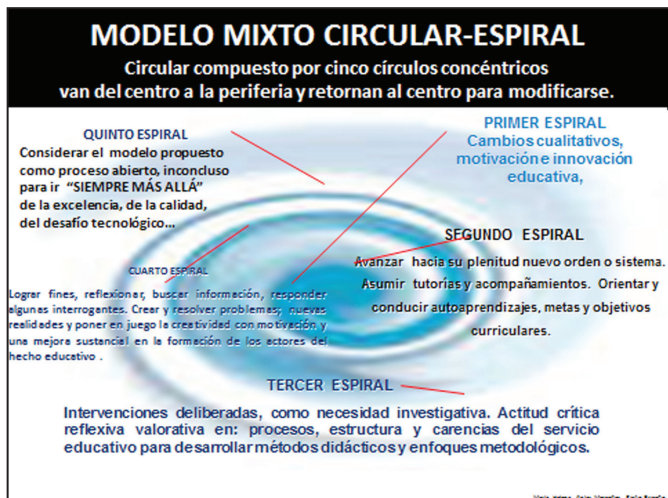 MODELO MIXTO CIRCULAR-ESPIRAL
Circular compuesto por cinco círculos concéntricos
van del centro a la periferia y retornan al centro para modificarse.
QUINTO ESPIRAL
Considerar el modelo propuesto
como proceso abierto, inconcluso
para ir “SIEMPRE MÁS ALLÁ”
de la excelencia, de la calidad,
del desafío tecnológico...
PRIMER ESPIRAL
Cambios cualitativos,
motivación e innovación
educativa,
SEGUNDO ESPIRAL
Avanzar hacia su plenitud nuevo orden o sistema.
Asumir tutorías y acompañamientos. Orientar y
conducir autoaprendizajes, metas y objetivos
curriculares.
CUARTO ESPIRAL
Lograr fines, reflexionar, buscar información, responder
algunas interrogantes. Crear y resolver problemas; nuevas
realidades y poner en juego la creatividad con motivación y
una mejora sustancial en la formación de los actores del
hecho educativo .
TERCER ESPIRAL
Intervenciones deliberadas, como necesidad investigativa. Actitud crítica
reflexiva valorativa en: procesos, estructura y carencias del servicio
educativo para desarrollar métodos didácticos y enfoques metodológicos.